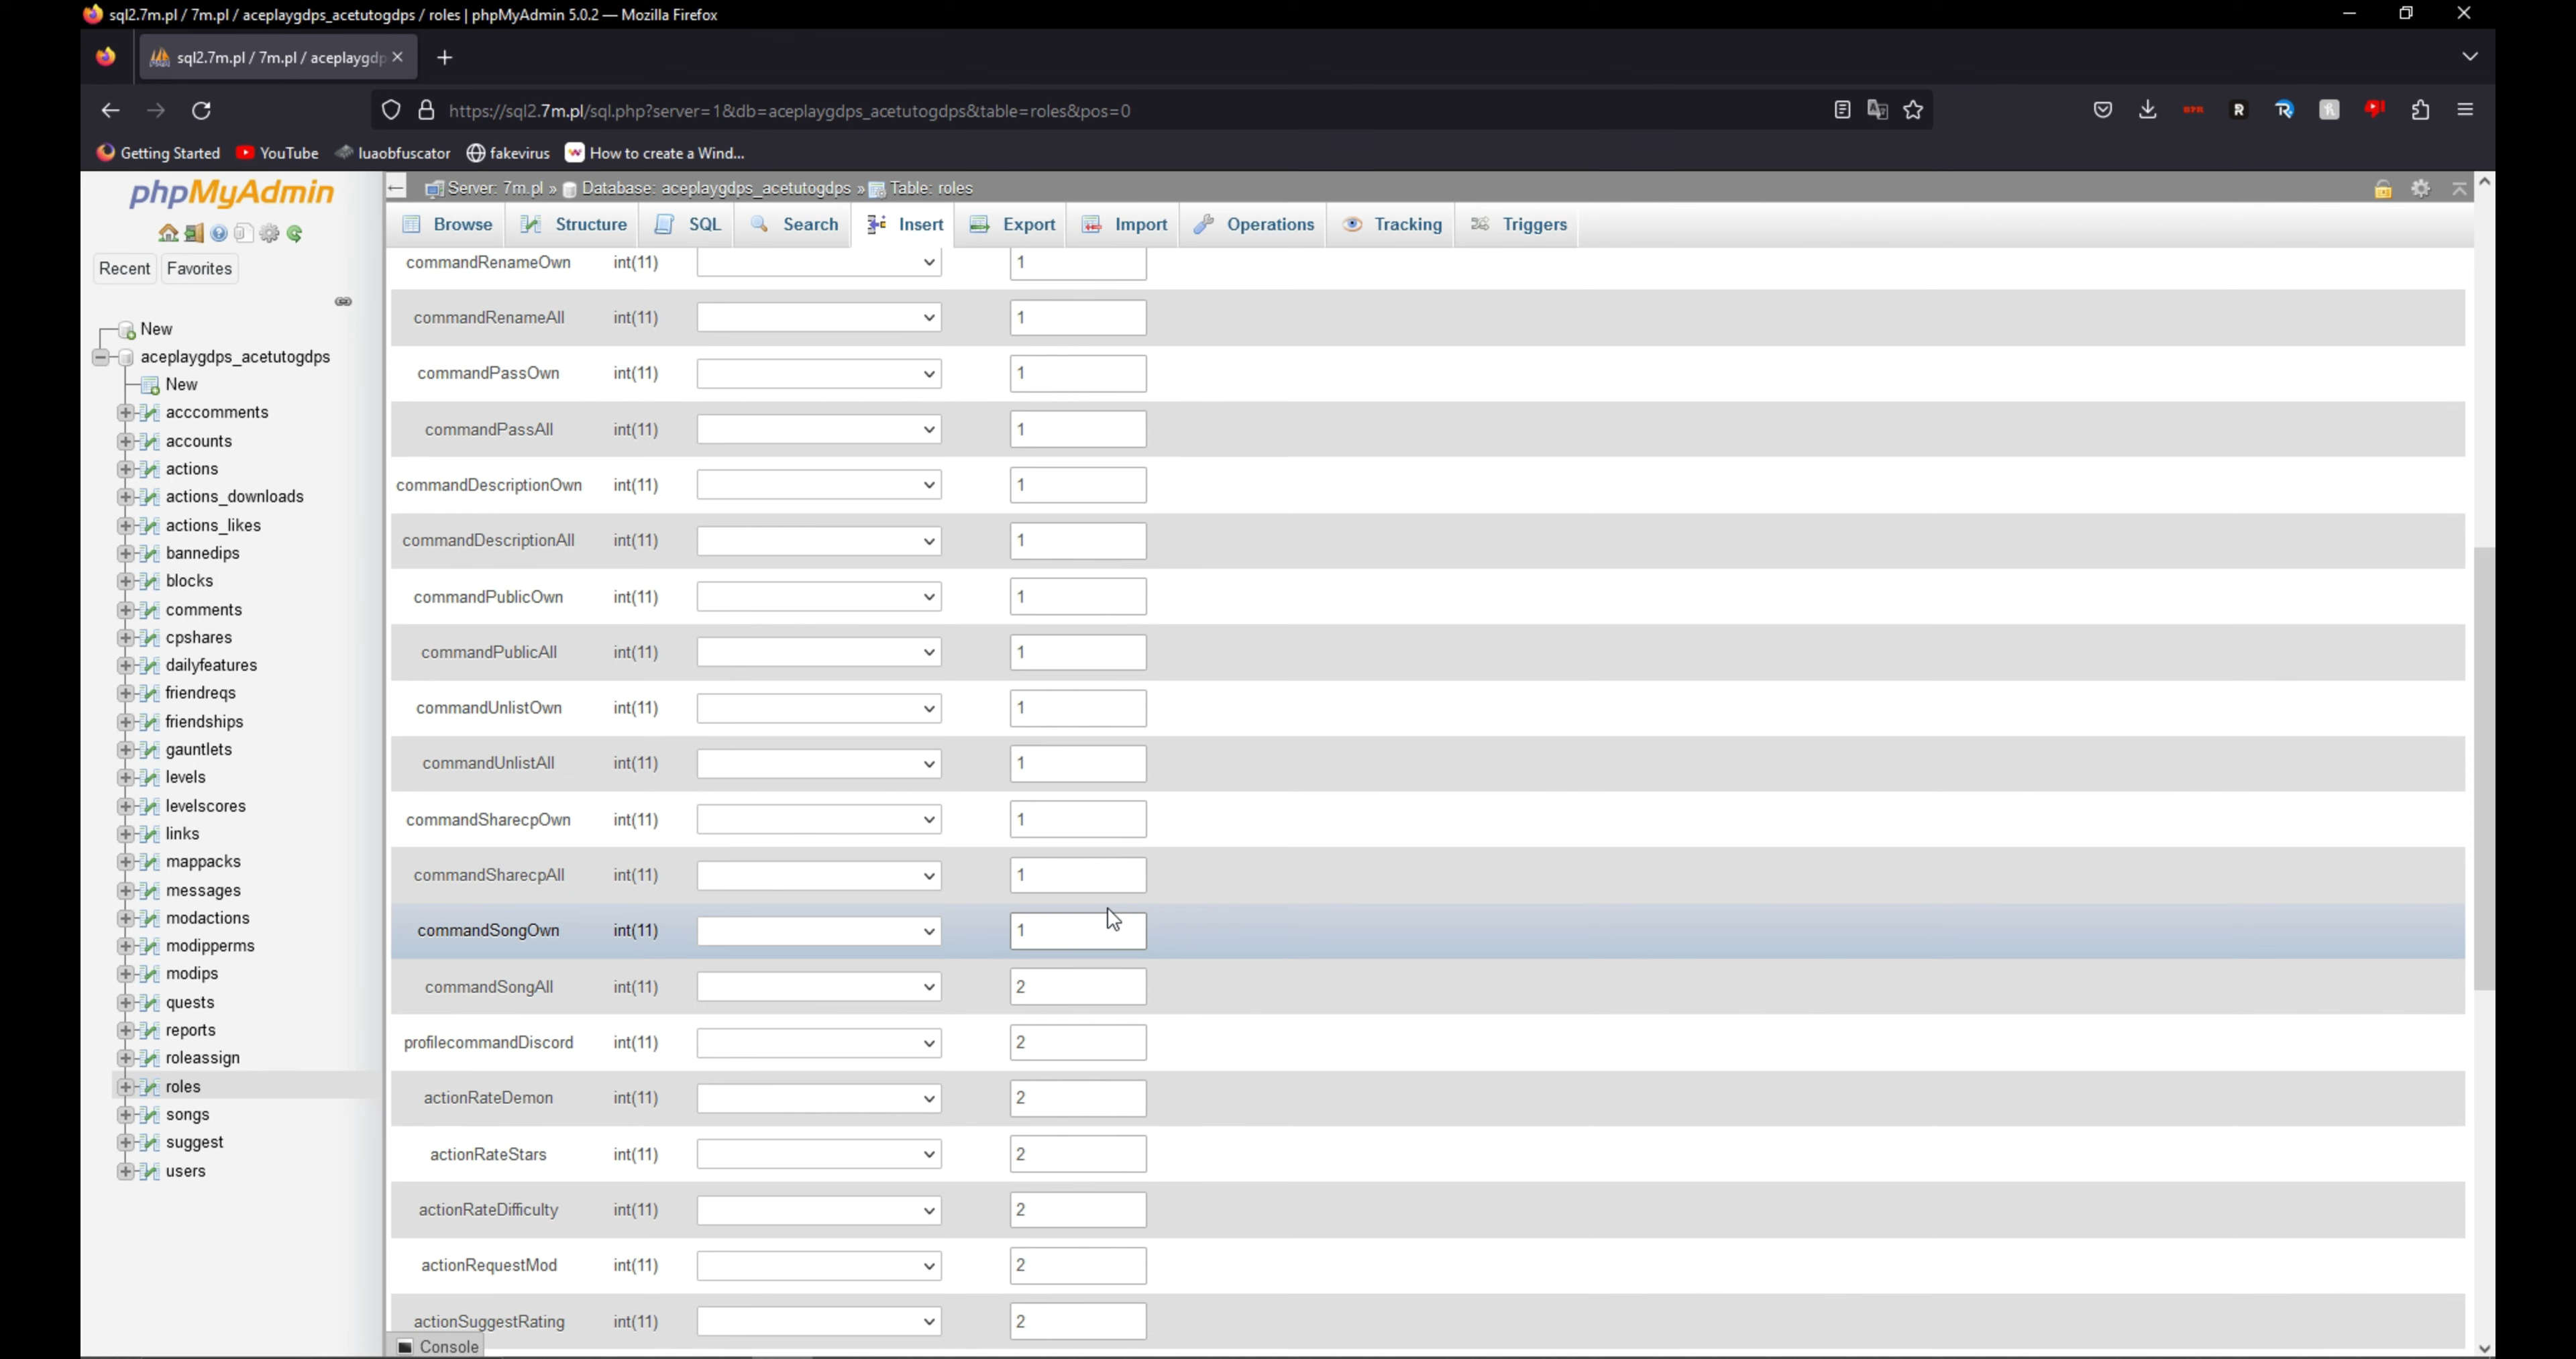 sql2.7m.pl / 7m.pl / aceplaygdps_acetutogdps / roles | phpMyAdmin 5.0.2 — Mozilla Firefox
sql2.7m.pl / 7m.pl / aceplaygdp
https://sql2.7m.pl/sql.php?server=1&db=aceplaygdps_acetutogdps&table=roles&pos=0
Getting Started YouTube luaobfuscator fakevirus How to create a Wind...
phpMyAdmin
Recent Favorites
New
aceplaygdps_acetutogdps
New
acccomments
accounts
actions
actions_downloads
actions_likes
bannedips
blocks
comments
cpshares
dailyfeatures
friendreqs
friendships
gauntlets
levels
levelscores
links
mappacks
messages
modactions
modipperms
modips
quests
reports
roleassign
roles
songs
suggest
users
Server: 7m.pl » Database: aceplaygdps_acetutogdps » Table: roles
Browse Structure SQL Search Insert Export Import Operations Tracking Triggers
commandRenameOwn int(11) 1
commandRenameAll int(11) 1
commandPassOwn int(11) 1
commandPassAll int(11) 1
commandDescriptionOwn int(11) 1
commandDescriptionAll int(11) 1
commandPublicOwn int(11) 1
commandPublicAll int(11) 1
commandUnlistOwn int(11) 1
commandUnlistAll int(11) 1
commandSharecpOwn int(11) 1
commandSharecpAll int(11) 1
commandSongOwn int(11) 1
commandSongAll int(11) 2
profilecommandDiscord int(11) 2
actionRateDemon int(11) 2
actionRateStars int(11) 2
actionRateDifficulty int(11) 2
actionRequestMod int(11) 2
actionSuggestRating int(11) 2
Console